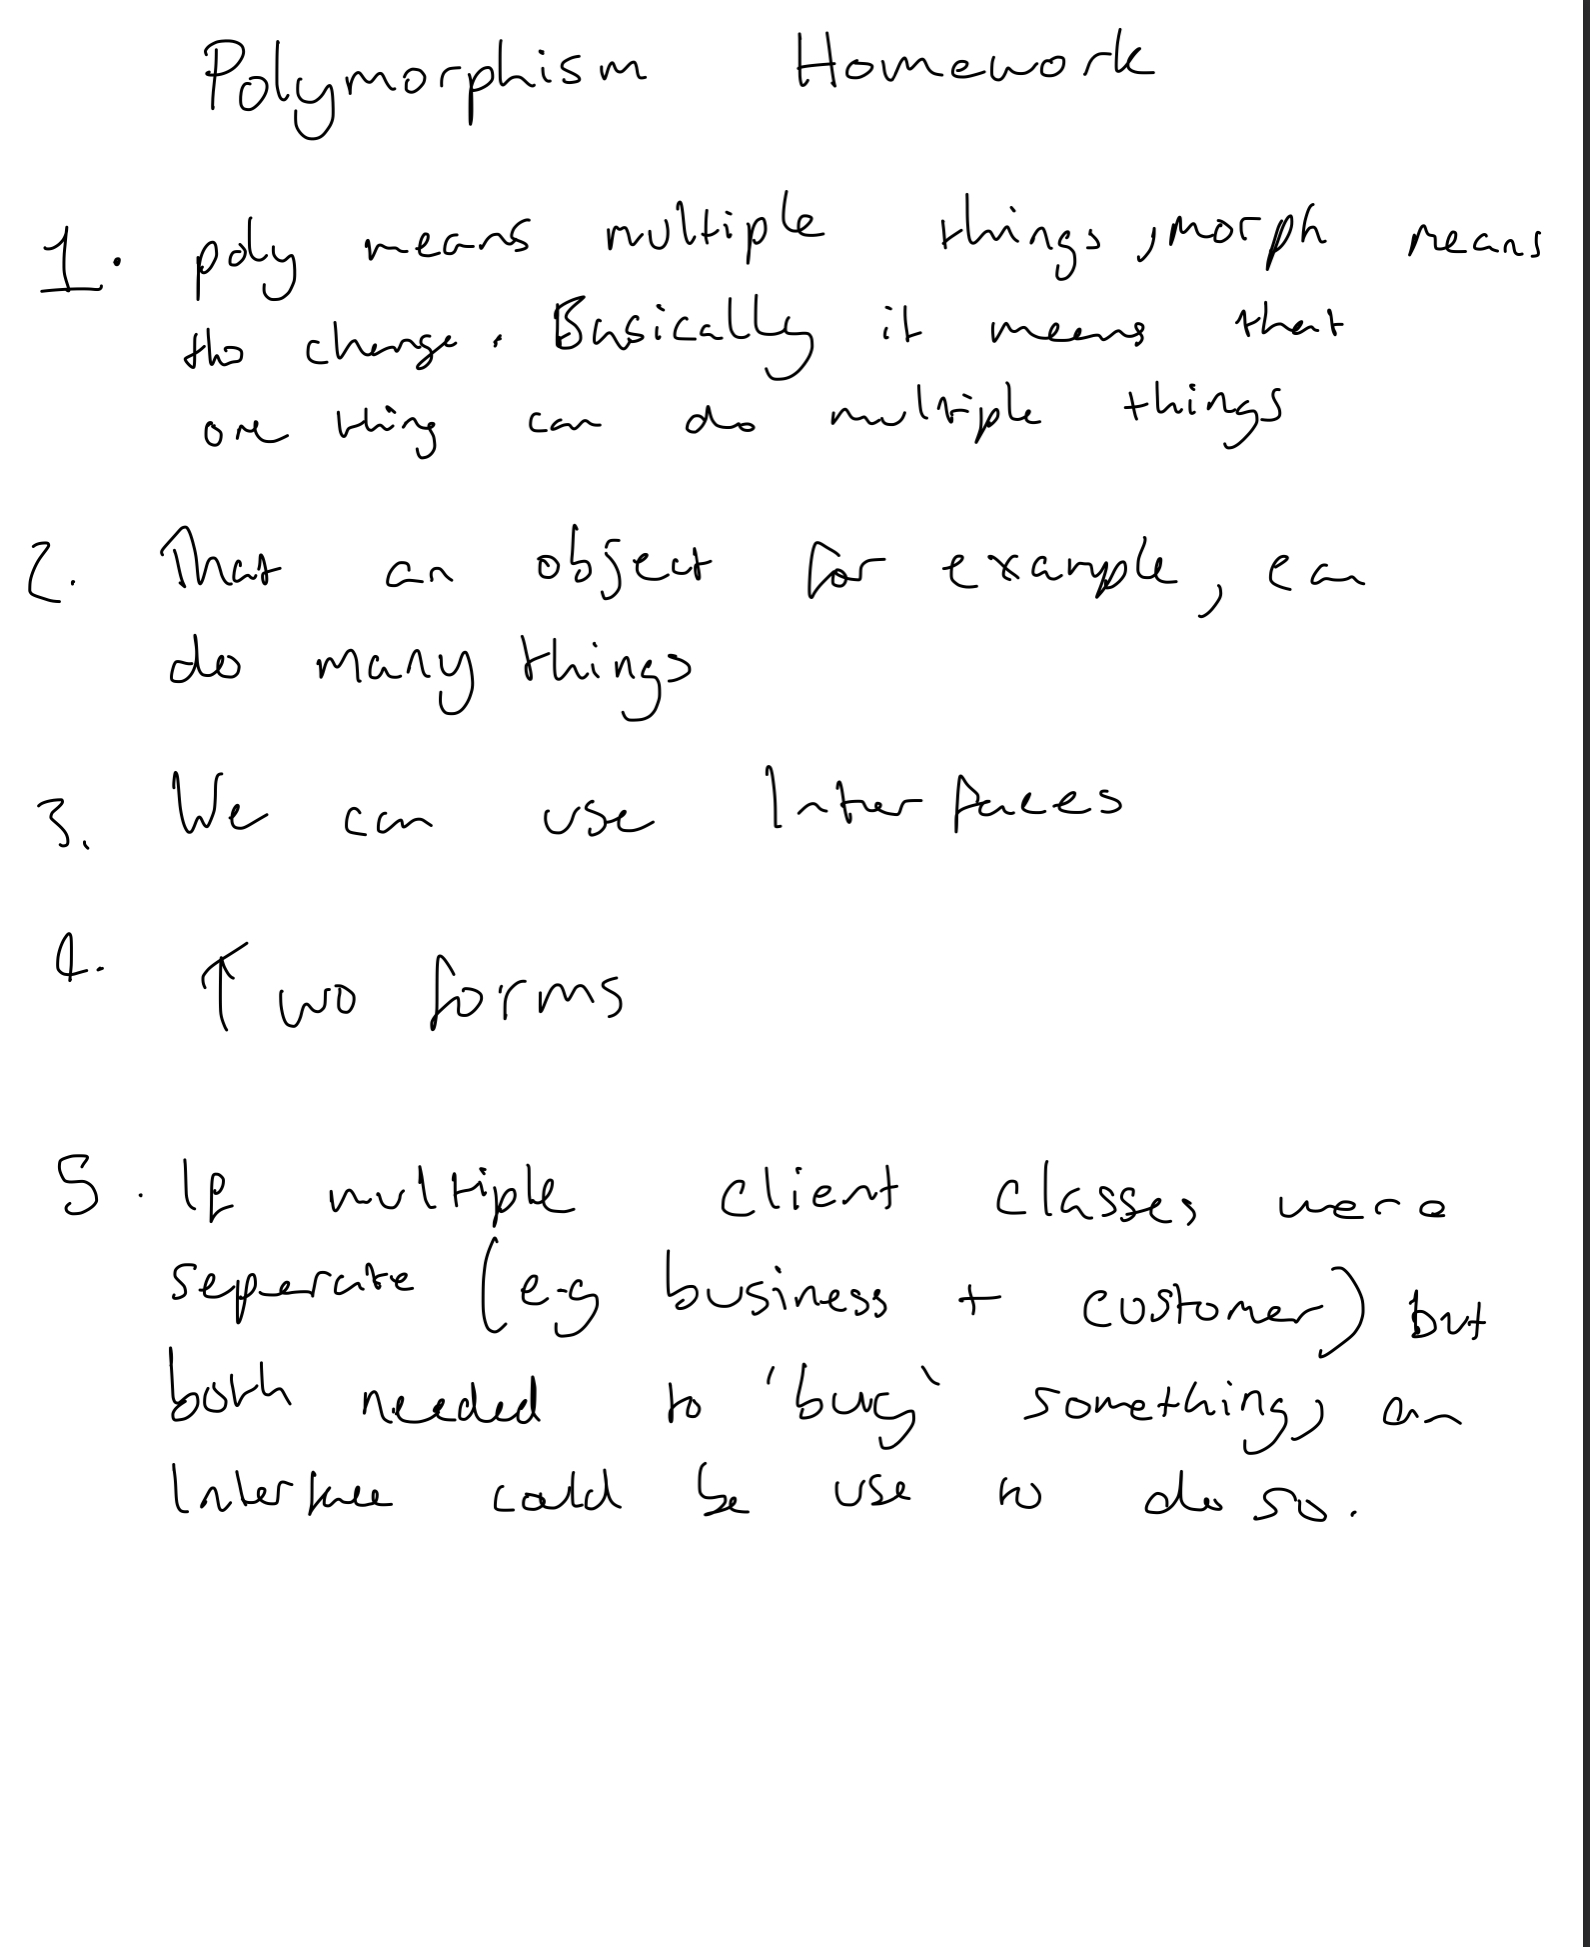 Polymorphism Homework
1. poly means multiple things, morph means
tho change. Basically it means that
one thing can do multiple things
2. That an object for example, can
do many things
3. We can use Interfaces
4. Two forms
5. If multiple client classes were
seperate (e.g business + customer) but
both needed to 'buy' something, an
Interface could be use to do so.